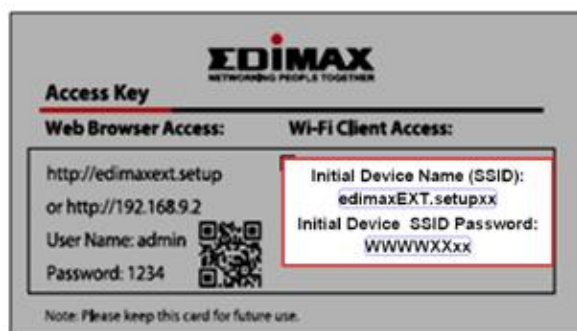 EDIMAX
NETWORKING PEOPLE TOGETHER
Access Key
Web Browser Access:
http://edimaxext.setup
or http://192.168.9.2
User Name: admin
Password: 1234
Wi-Fi Client Access:
Initial Device Name (SSID):
edimaxEXT.setupxx
Initial Device SSID Password:
WWWWXXxx
Note: Please keep this card for future use.